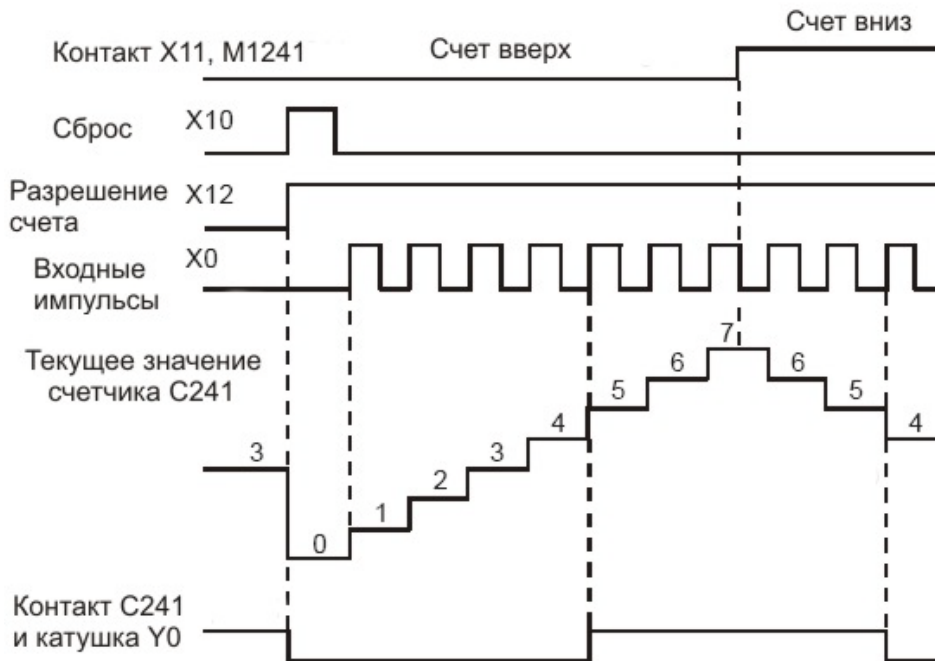 Счет вниз
Контакт X11, M1241
Счет вверх
Сброс
X10
Разрешение
счета
X12
Входные
импульсы
X0
Текущее значение
счетчика C241
3
0
1
2
3
4
5
6
7
6
5
4
Контакт C241
и катушка Y0